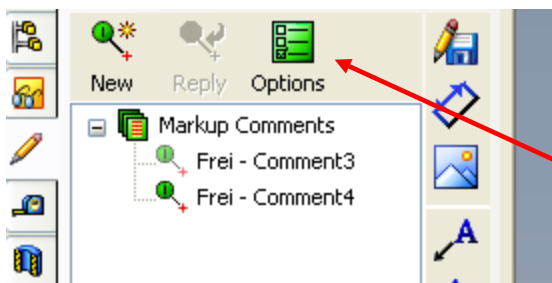 New Reply Options
Markup Comments
Frei - Comment3
Frei - Comment4
A